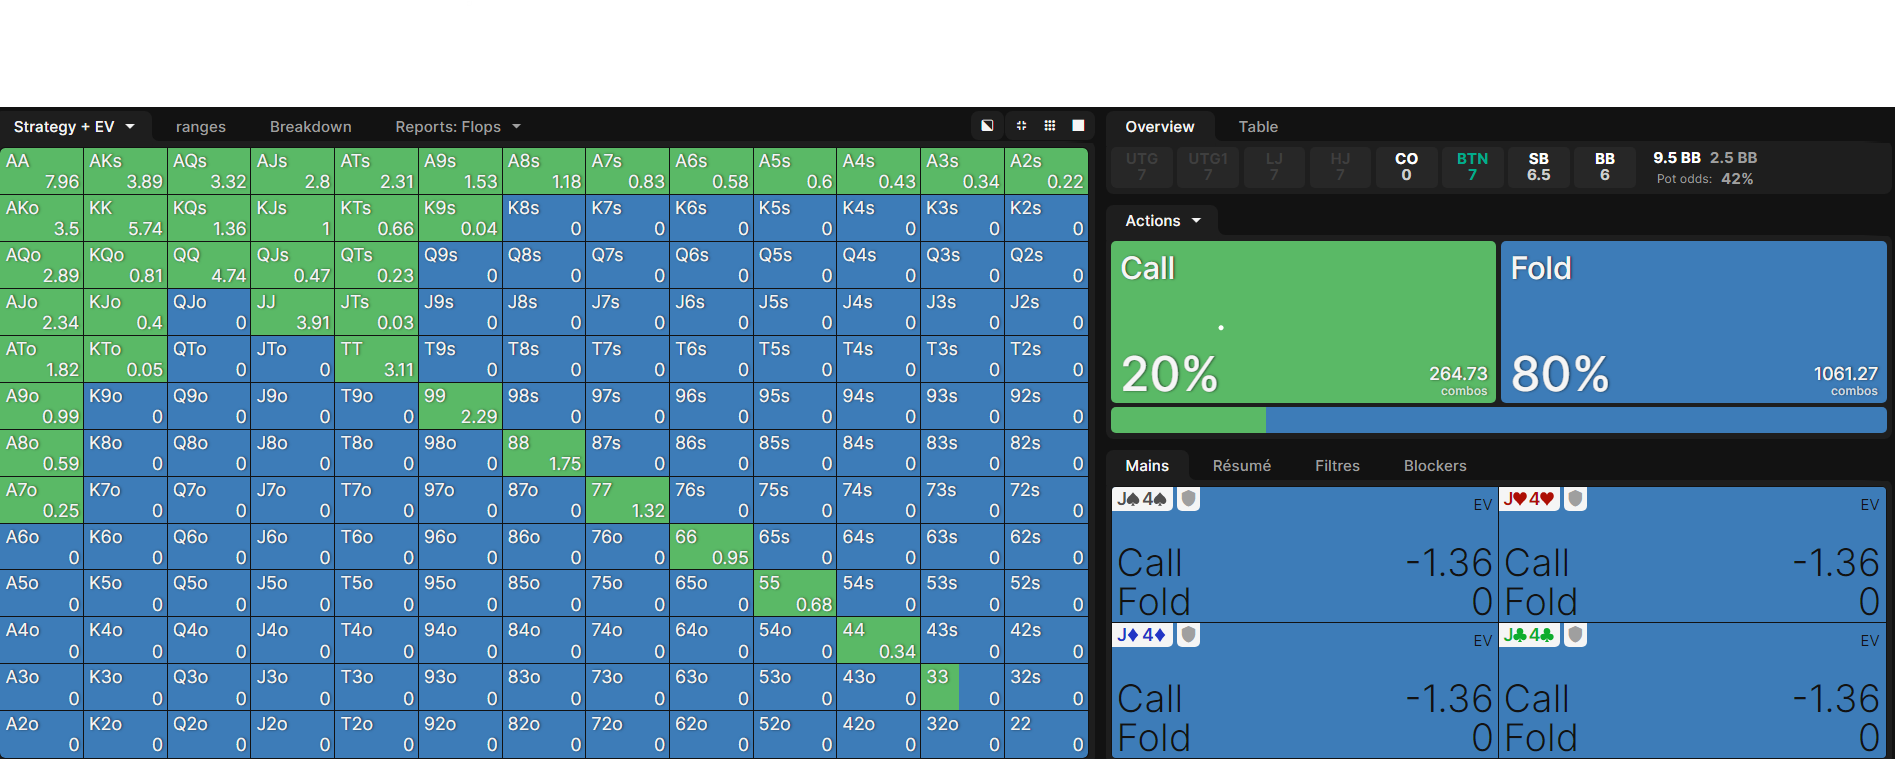 Strategy + EV ranges Breakdown Reports: Flops
AA AKs AQs AJs ATs A9s A8s A7s A6s A5s A4s A3s A2s
7.96 3.89 3.32 2.8 2.31 1.53 1.18 0.83 0.58 0.6 0.43 0.34 0.22
AKo KK KQs KJs KTs K9s K8s K7s K6s K5s K4s K3s K2s
3.5 5.74 1.36 1 0.66 0.04 0 0 0 0 0 0 0
AQo KQo QQ QJs QTs Q9s Q8s Q7s Q6s Q5s Q4s Q3s Q2s
2.89 0.81 4.74 0.47 0.23 0 0 0 0 0 0 0 0
AJo KJo QJo JJ JTs J9s J8s J7s J6s J5s J4s J3s J2s
2.34 0.4 0 3.91 0.03 0 0 0 0 0 0 0 0
ATo KTo QTo JTo TT T9s T8s T7s T6s T5s T4s T3s T2s
1.82 0.05 0 0 3.11 0 0 0 0 0 0 0 0
A9o K9o Q9o J9o T9o 99 98s 97s 96s 95s 94s 93s 92s
0.99 0 0 0 0 2.29 0 0 0 0 0 0 0
A8o K8o Q8o J8o T8o 98o 88 87s 86s 85s 84s 83s 82s
0.59 0 0 0 0 0 1.75 0 0 0 0 0 0
A7o K7o Q7o J7o T7o 97o 87o 77 76s 75s 74s 73s 72s
0.25 0 0 0 0 0 0 1.32 0 0 0 0 0
A6o K6o Q6o J6o T6o 96o 86o 76o 66 65s 64s 63s 62s
0 0 0 0 0 0 0 0 0.95 0 0 0 0
A5o K5o Q5o J5o T5o 95o 85o 75o 65o 55 54s 53s 52s
0 0 0 0 0 0 0 0 0 0.68 0 0 0
A4o K4o Q4o J4o T4o 94o 84o 74o 64o 54o 44 43s 42s
0 0 0 0 0 0 0 0 0 0 0.34 0 0
A3o K3o Q3o J3o T3o 93o 83o 73o 63o 53o 43o 33 32s
0 0 0 0 0 0 0 0 0 0 0 0
A2o K2o Q2o J2o T2o 92o 82o 72o 62o 52o 42o 32o 22
0 0 0 0 0 0 0 0 0 0 0 0 0
Overview Table
UTG UTG1 LJ HJ CO BTN SB BB 9.5 BB 2.5 BB
7 7 7 7 0 7 6.5 6 Pot odds: 42%
Actions
Call Fold
20% 264.73 combos 80% 1061.27 combos
Mains Résumé Filtres Blockers
J♠4♠ EV J♥4♥ EV
Call -1.36 Call -1.36
Fold 0 Fold 0
J♦4♦ EV J♣4♣ EV
Call -1.36 Call -1.36
Fold 0 Fold 0